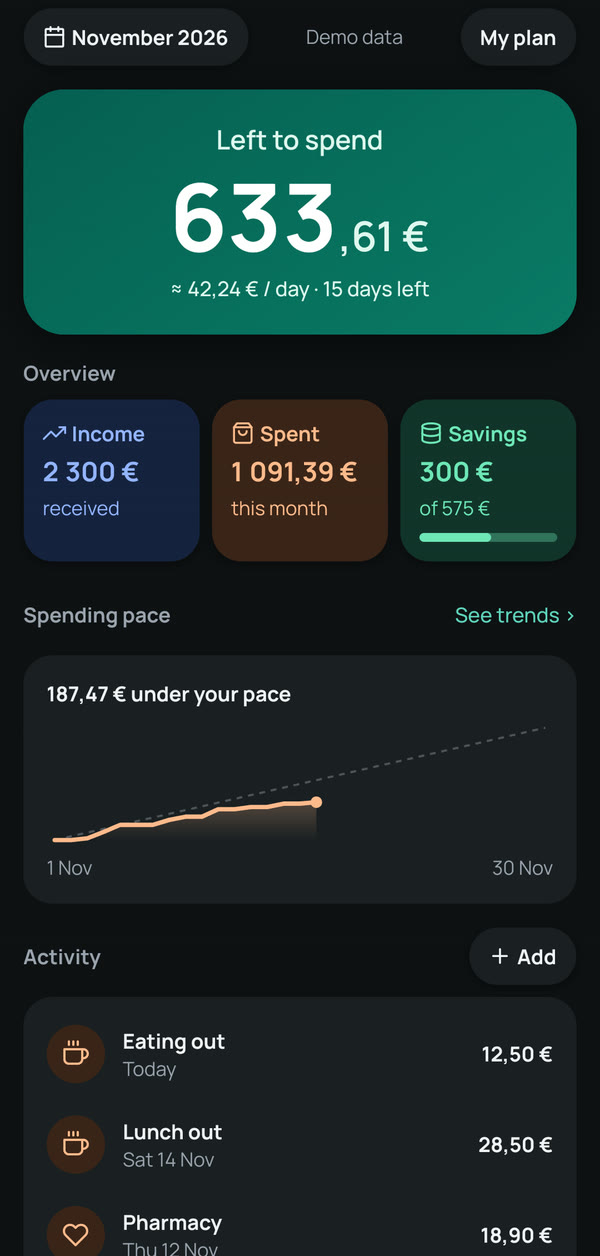 November 2026
Demo data
My plan
Left to spend
633,61 €
≈ 42,24 € / day · 15 days left
Overview
Income
2 300 €
received
Spent
1 091,39 €
this month
Savings
300 €
of 575 €
Spending pace
See trends ›
187,47 € under your pace
1 Nov
30 Nov
Activity
+ Add
Eating out
Today
12,50 €
Lunch out
Sat 14 Nov
28,50 €
Pharmacy
Thu 12 Nov
18,90 €